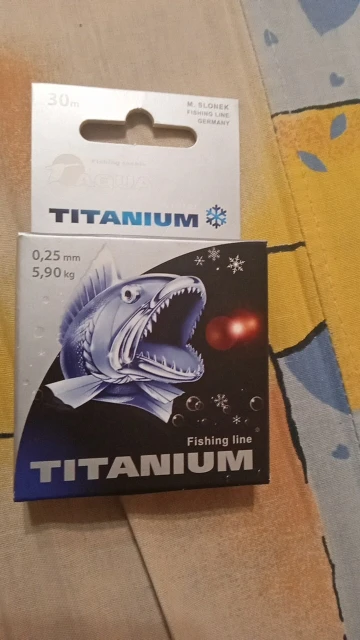 30m
M. SLONEK
FISHING LINE
GERMANY
TITANIUM
0,25 mm
5,90 kg
Fishing line
TITANIUM